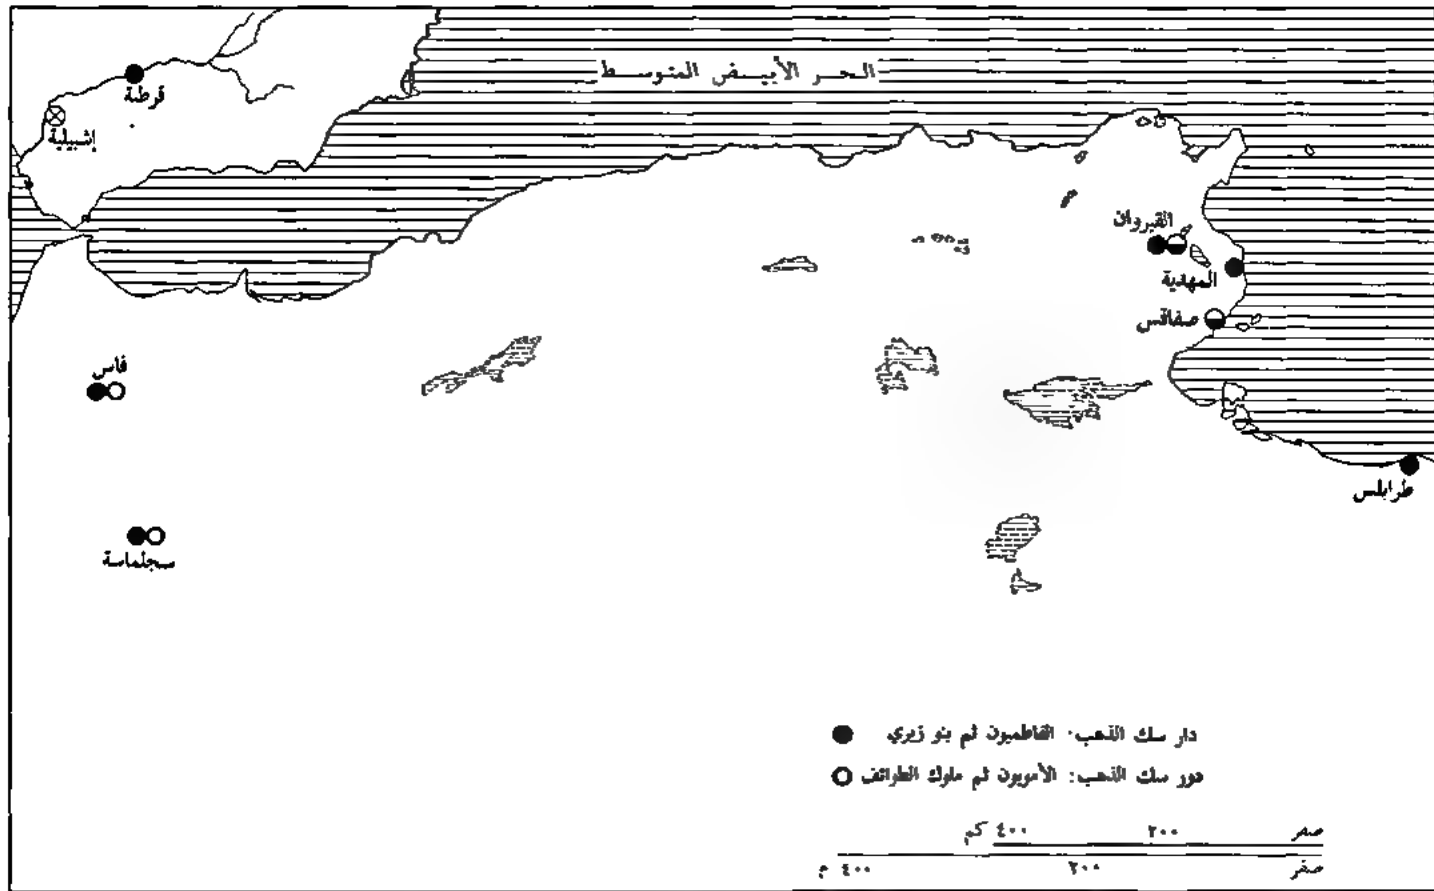 الحر الأبيض المتوسط
قرطبة
إشبيلية
القيروان
المهدية
صفاقس
فاس
طرابلس
سجلماسة
دار سك الذهب: الفاطميون ثم بنو زيري
دور سك الذهب: الأمويون ثم ملوك الطوائف
صفر ٢٠٠ ٤٠٠ كم
صفر ٢٠٠ ٤٠٠ م